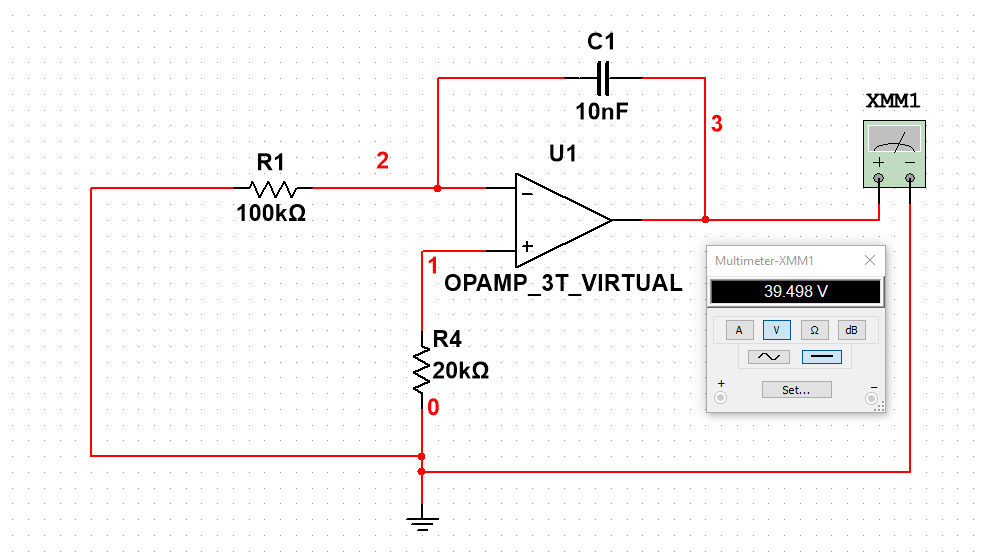 C1
10nF
XMM1
3
U1
2
R1
100kΩ
1
OPAMP_3T_VIRTUAL
R4
20kΩ
0
Multimeter-XMM1
39.498 V
A V Ω dB
+ Set... −